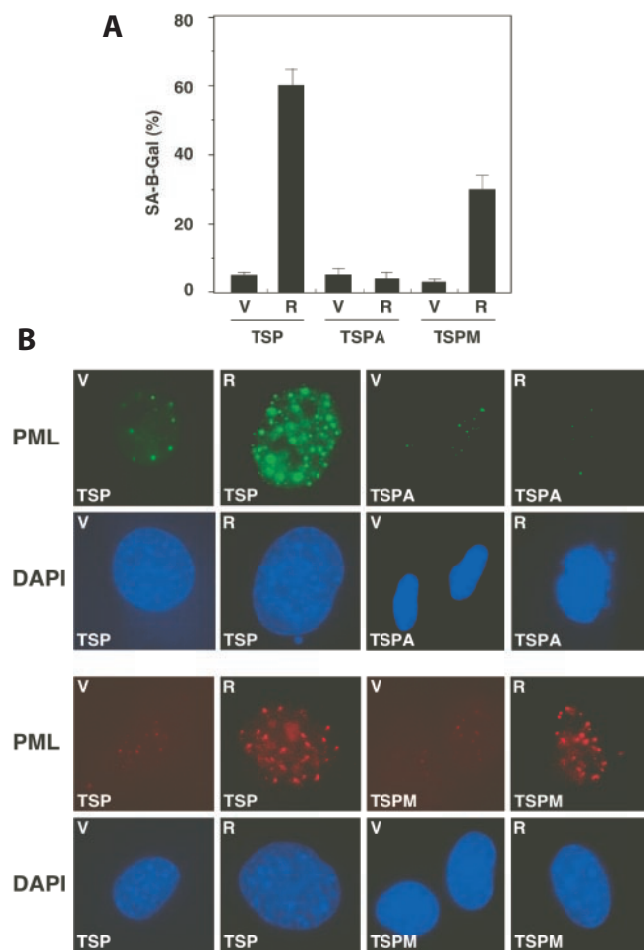 A
80
60
40
20
0
SA-B-Gal (%)
V R V R V R
TSP TSPA TSPM
B
V R V R
PML
TSP TSP TSPA TSPA
V R V R
DAPI
TSP TSP TSPA TSPA
V R V R
PML
TSP TSP TSPM TSPM
V R V R
DAPI
TSP TSP TSPM TSPM